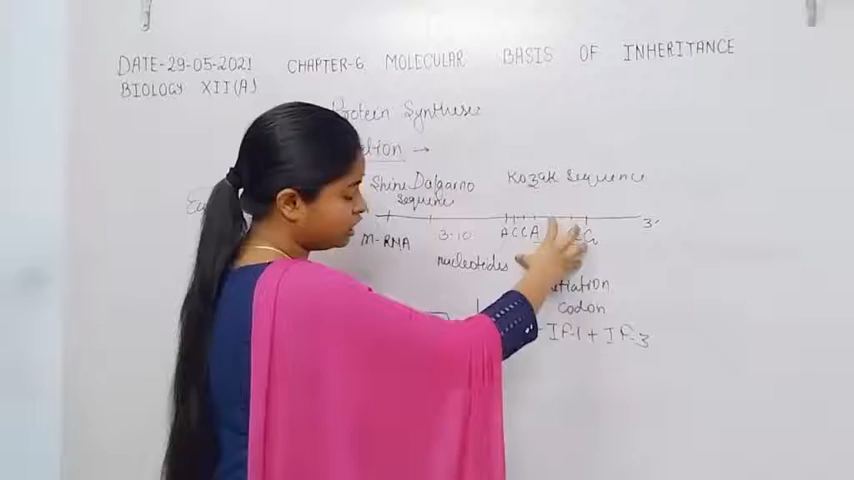 DATE-29-05-2021 CHAPTER-6 MOLECULAR BASIS OF INHERITANCE
BIOLOGY XII(A)
Protein Synthesis
→
Shine Dalgarno Kozak Sequence
Sequence
3'
m-RNA 3-10 ACCA G
nucleotides
Codon
IF-1 + IF-3